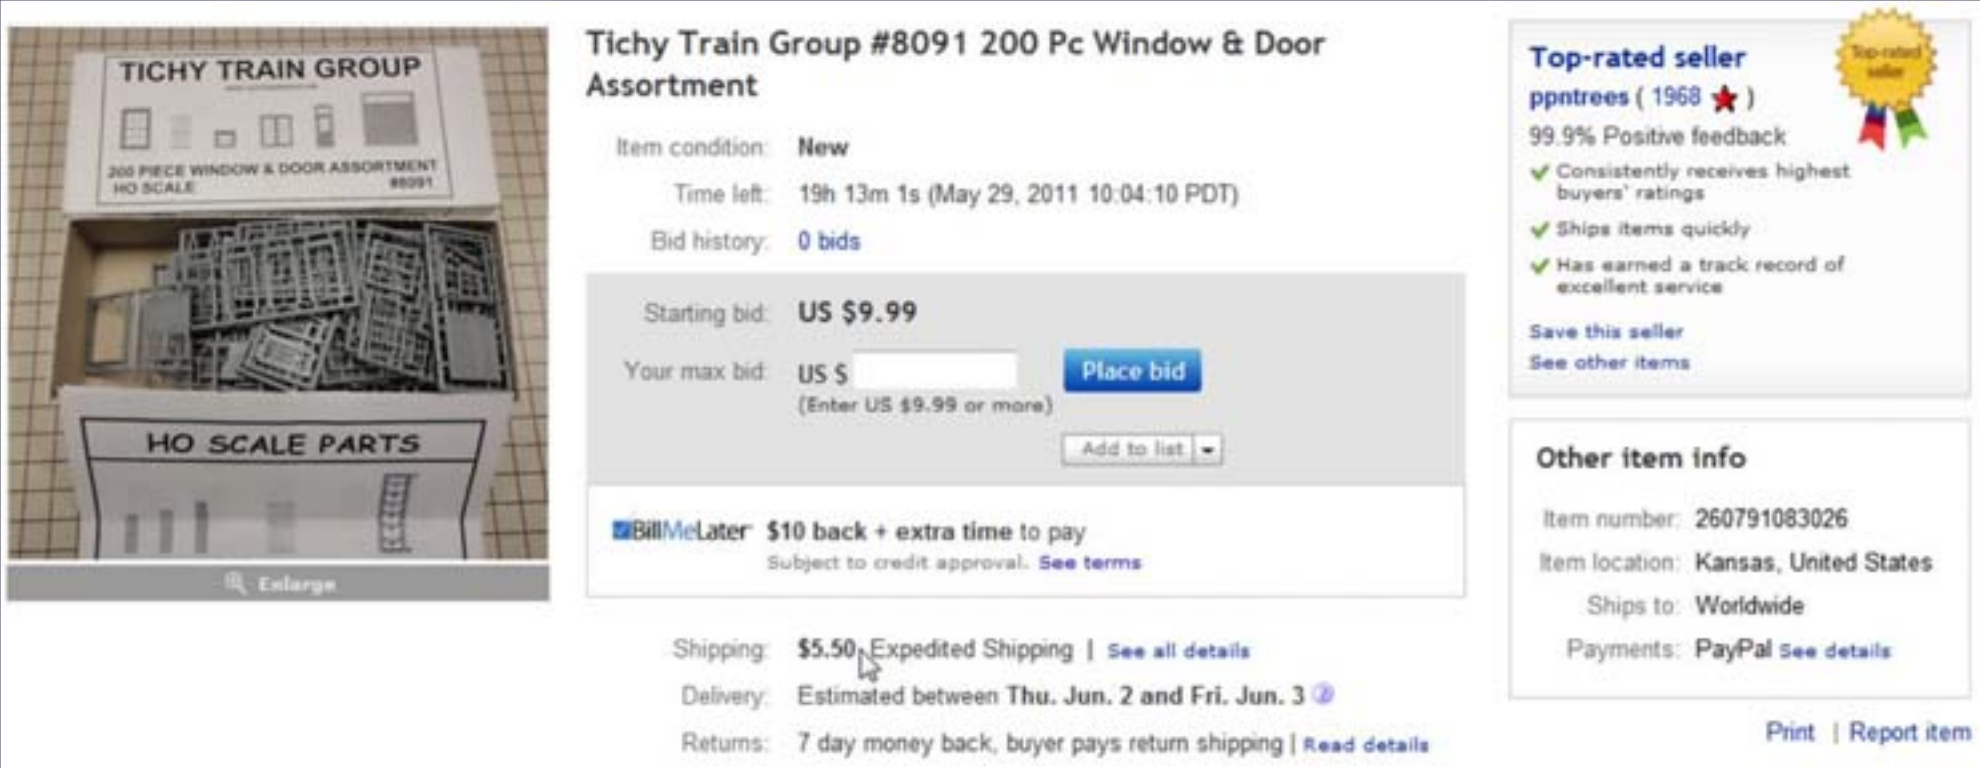 TICHY TRAIN GROUP
200 PIECE WINDOW & DOOR ASSORTMENT
HO SCALE #8091
HO SCALE PARTS
Enlarge
Tichy Train Group #8091 200 Pc Window & Door
Assortment
Item condition: New
Time left: 19h 13m 1s (May 29, 2011 10:04:10 PDT)
Bid history: 0 bids
Starting bid: US $9.99
Your max bid: US $
Place bid
(Enter US $9.99 or more)
Add to list
BillMeLater $10 back + extra time to pay
Subject to credit approval. See terms
Shipping: $5.50 Expedited Shipping | See all details
Delivery: Estimated between Thu. Jun. 2 and Fri. Jun. 3
Returns: 7 day money back, buyer pays return shipping | Read details
Top-rated seller
Top-rated
seller
ppntrees ( 1968 )
99.9% Positive feedback
Consistently receives highest
buyers' ratings
Ships items quickly
Has earned a track record of
excellent service
Save this seller
See other items
Other item info
Item number: 260791083026
Item location: Kansas, United States
Ships to: Worldwide
Payments: PayPal See details
Print | Report item